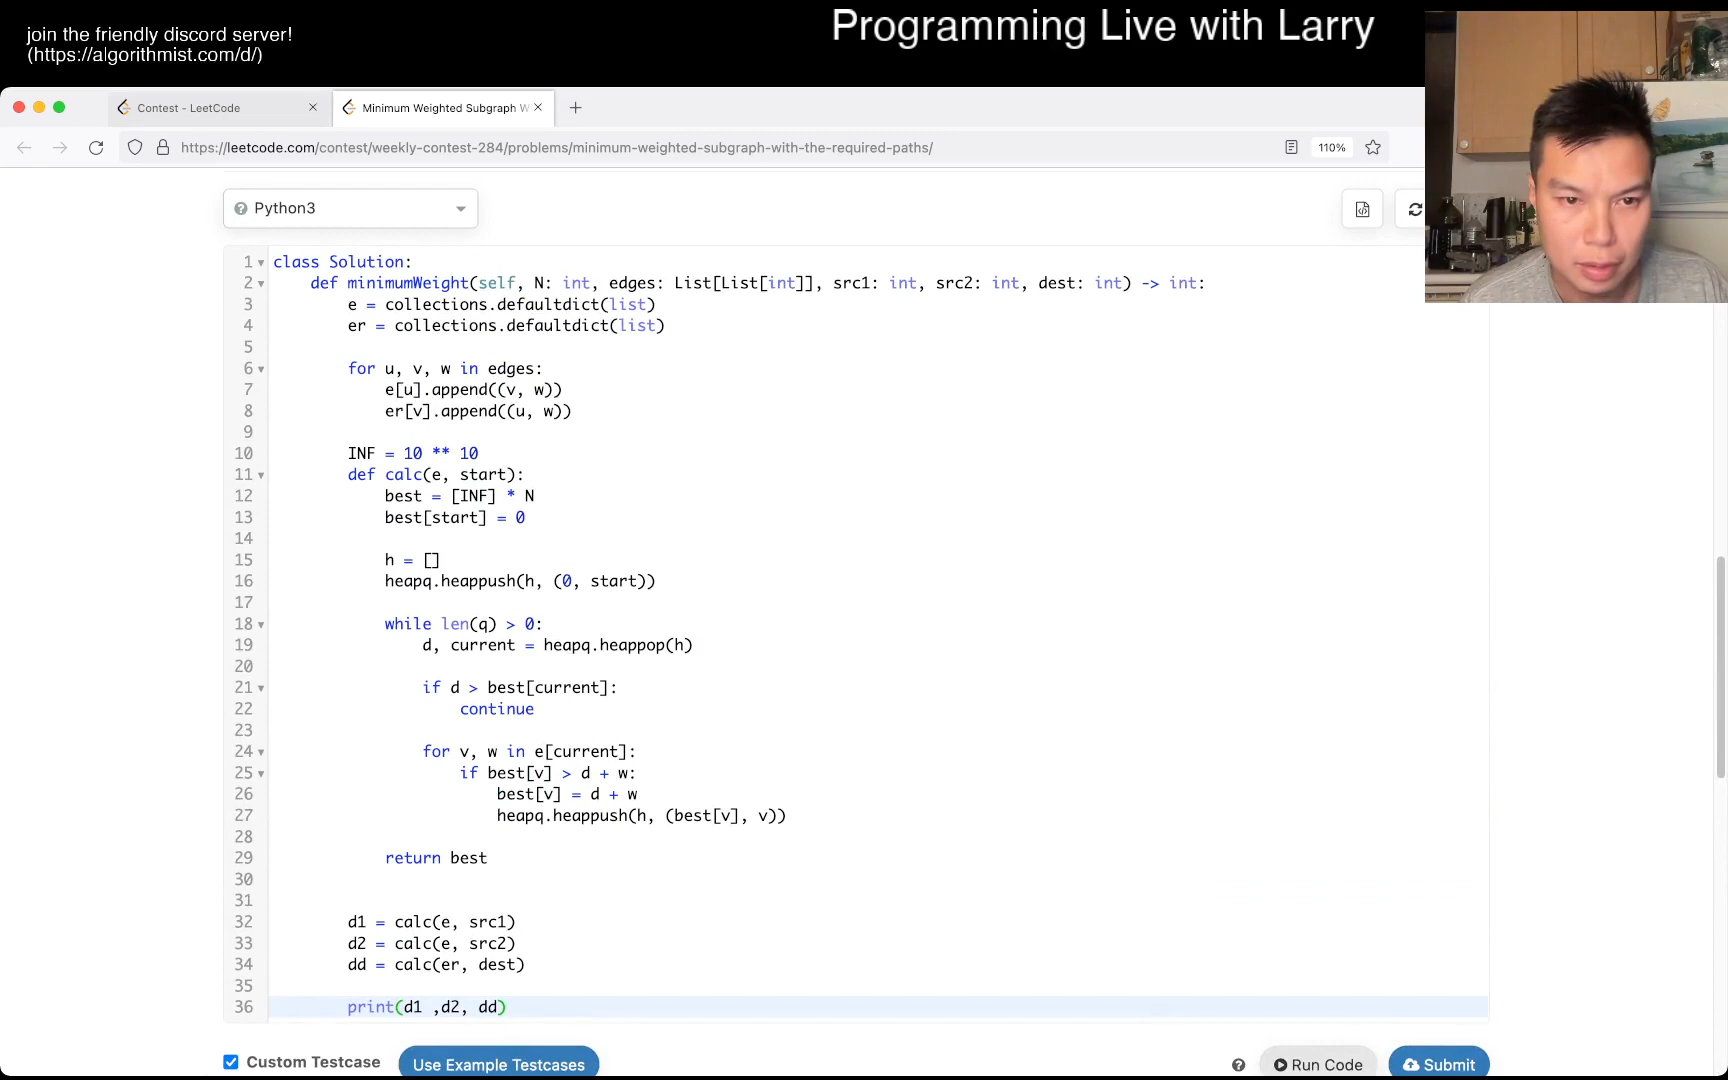 join the friendly discord server!
(https://algorithmist.com/d/)
Programming Live with Larry
Contest - LeetCode
Minimum Weighted Subgraph W
https://leetcode.com/contest/weekly-contest-284/problems/minimum-weighted-subgraph-with-the-required-paths/
110%
Python3
1 class Solution:
2 def minimumWeight(self, N: int, edges: List[List[int]], src1: int, src2: int, dest: int) -> int:
3 e = collections.defaultdict(list)
4 er = collections.defaultdict(list)
5
6 for u, v, w in edges:
7 e[u].append((v, w))
8 er[v].append((u, w))
9
10 INF = 10 ** 10
11 def calc(e, start):
12 best = [INF] * N
13 best[start] = 0
14
15 h = []
16 heapq.heappush(h, (0, start))
17
18 while len(q) > 0:
19 d, current = heapq.heappop(h)
20
21 if d > best[current]:
22 continue
23
24 for v, w in e[current]:
25 if best[v] > d + w:
26 best[v] = d + w
27 heapq.heappush(h, (best[v], v))
28
29 return best
30
31
32 d1 = calc(e, src1)
33 d2 = calc(e, src2)
34 dd = calc(er, dest)
35
36 print(d1 ,d2, dd)
Custom Testcase
Use Example Testcases
Run Code
Submit